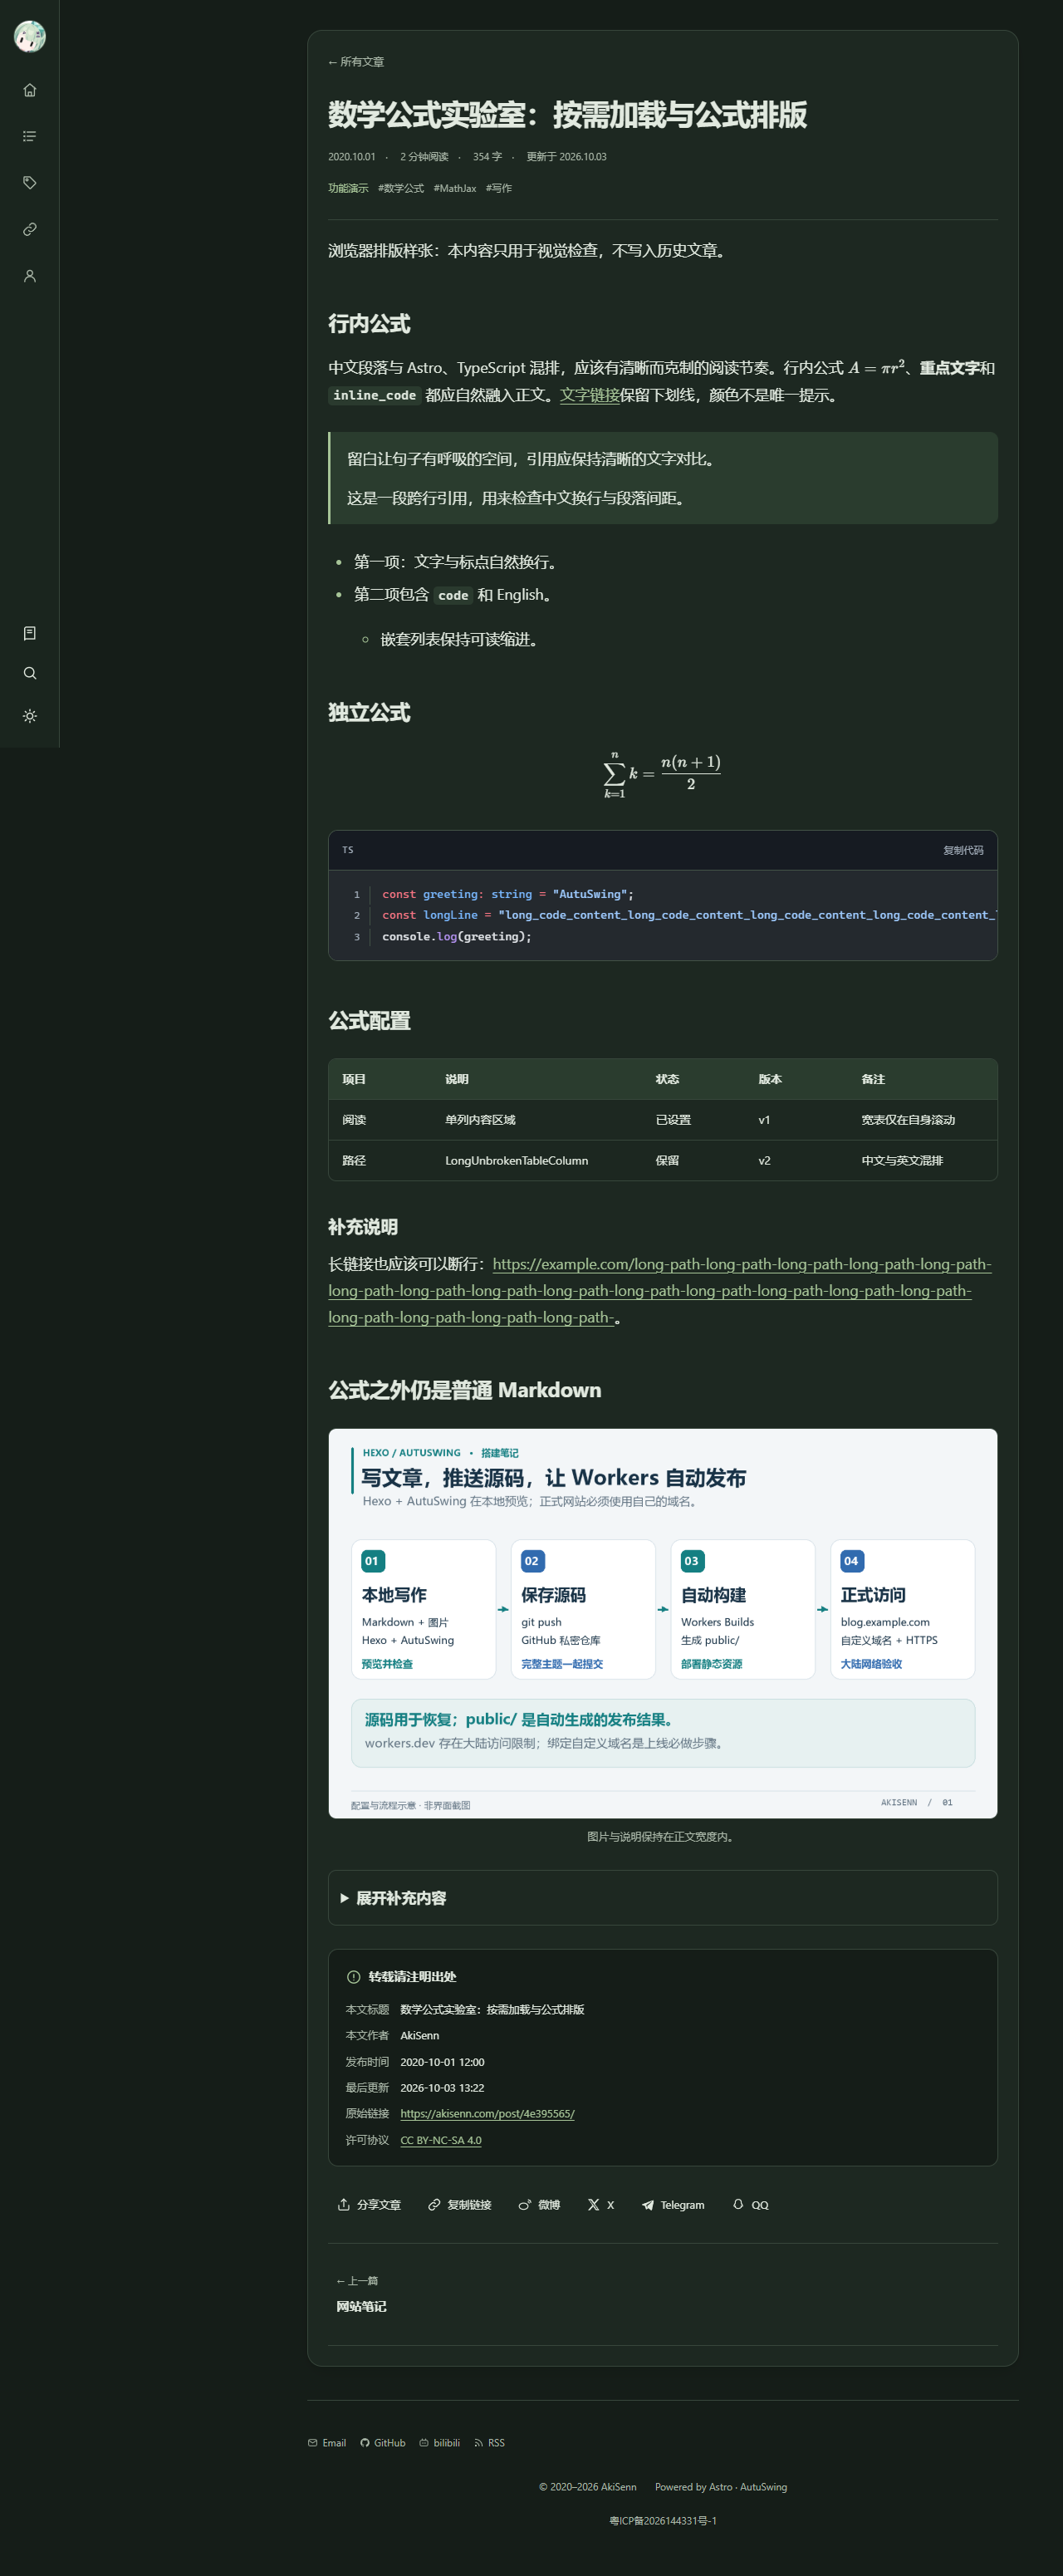 ← 所有文章
数学公式实验室：按需加载与公式排版
2020.10.01 · 2 分钟阅读 · 354 字 · 更新于 2026.10.03
功能演示 #数学公式 #MathJax #写作
浏览器排版样张：本内容只用于视觉检查，不写入历史文章。
行内公式
中文段落与 Astro、TypeScript 混排，应该有清晰而克制的阅读节奏。行内公式 A = πr²、重点文字和
inline_code 都应自然融入正文。文字链接保留下划线，颜色不是唯一提示。
留白让句子有呼吸的空间，引用应保持清晰的文字对比。
这是一段跨行引用，用来检查中文换行与段落间距。
• 第一项：文字与标点自然换行。
• 第二项包含 code 和 English。
◦ 嵌套列表保持可读缩进。
独立公式
n
∑ k = n(n + 1)
k=1 2
TS 复制代码
1 const greeting: string = "AutuSwing";
2 const longLine = "long_code_content_long_code_content_long_code_content_long_code_content_l
3 console.log(greeting);
公式配置
项目 说明 状态 版本 备注
阅读 单列内容区域 已设置 v1 宽表仅在自身滚动
路径 LongUnbrokenTableColumn 保留 v2 中文与英文混排
补充说明
长链接也应该可以断行：https://example.com/long-path-long-path-long-path-long-path-long-path-
long-path-long-path-long-path-long-path-long-path-long-path-long-path-long-path-long-path-
long-path-long-path-long-path-long-path-。
公式之外仍是普通 Markdown
HEXO / AUTUSWING • 搭建笔记
写文章，推送源码，让 Workers 自动发布
Hexo + AutuSwing 在本地预览；正式网站必须使用自己的域名。
01 02 03 04
本地写作 保存源码 自动构建 正式访问
Markdown + 图片 git push Workers Builds blog.example.com
Hexo + AutuSwing GitHub 私密仓库 生成 public/ 自定义域名 + HTTPS
预览并检查 完整主题一起提交 部署静态资源 大陆网络验收
源码用于恢复；public/ 是自动生成的发布结果。
workers.dev 存在大陆访问限制；绑定自定义域名是上线必做步骤。
配置与流程示意 · 非界面截图 AKISENN / 01
图片与说明保持在正文宽度内。
▶ 展开补充内容
转载请注明出处
本文标题 数学公式实验室：按需加载与公式排版
本文作者 AkiSenn
发布时间 2020-10-01 12:00
最后更新 2026-10-03 13:22
原始链接 https://akisenn.com/post/4e395565/
许可协议 CC BY-NC-SA 4.0
分享文章 复制链接 微博 X Telegram QQ
← 上一篇
网站笔记
Email GitHub bilibili RSS
© 2020–2026 AkiSenn Powered by Astro · AutuSwing
粤ICP备2026144331号-1